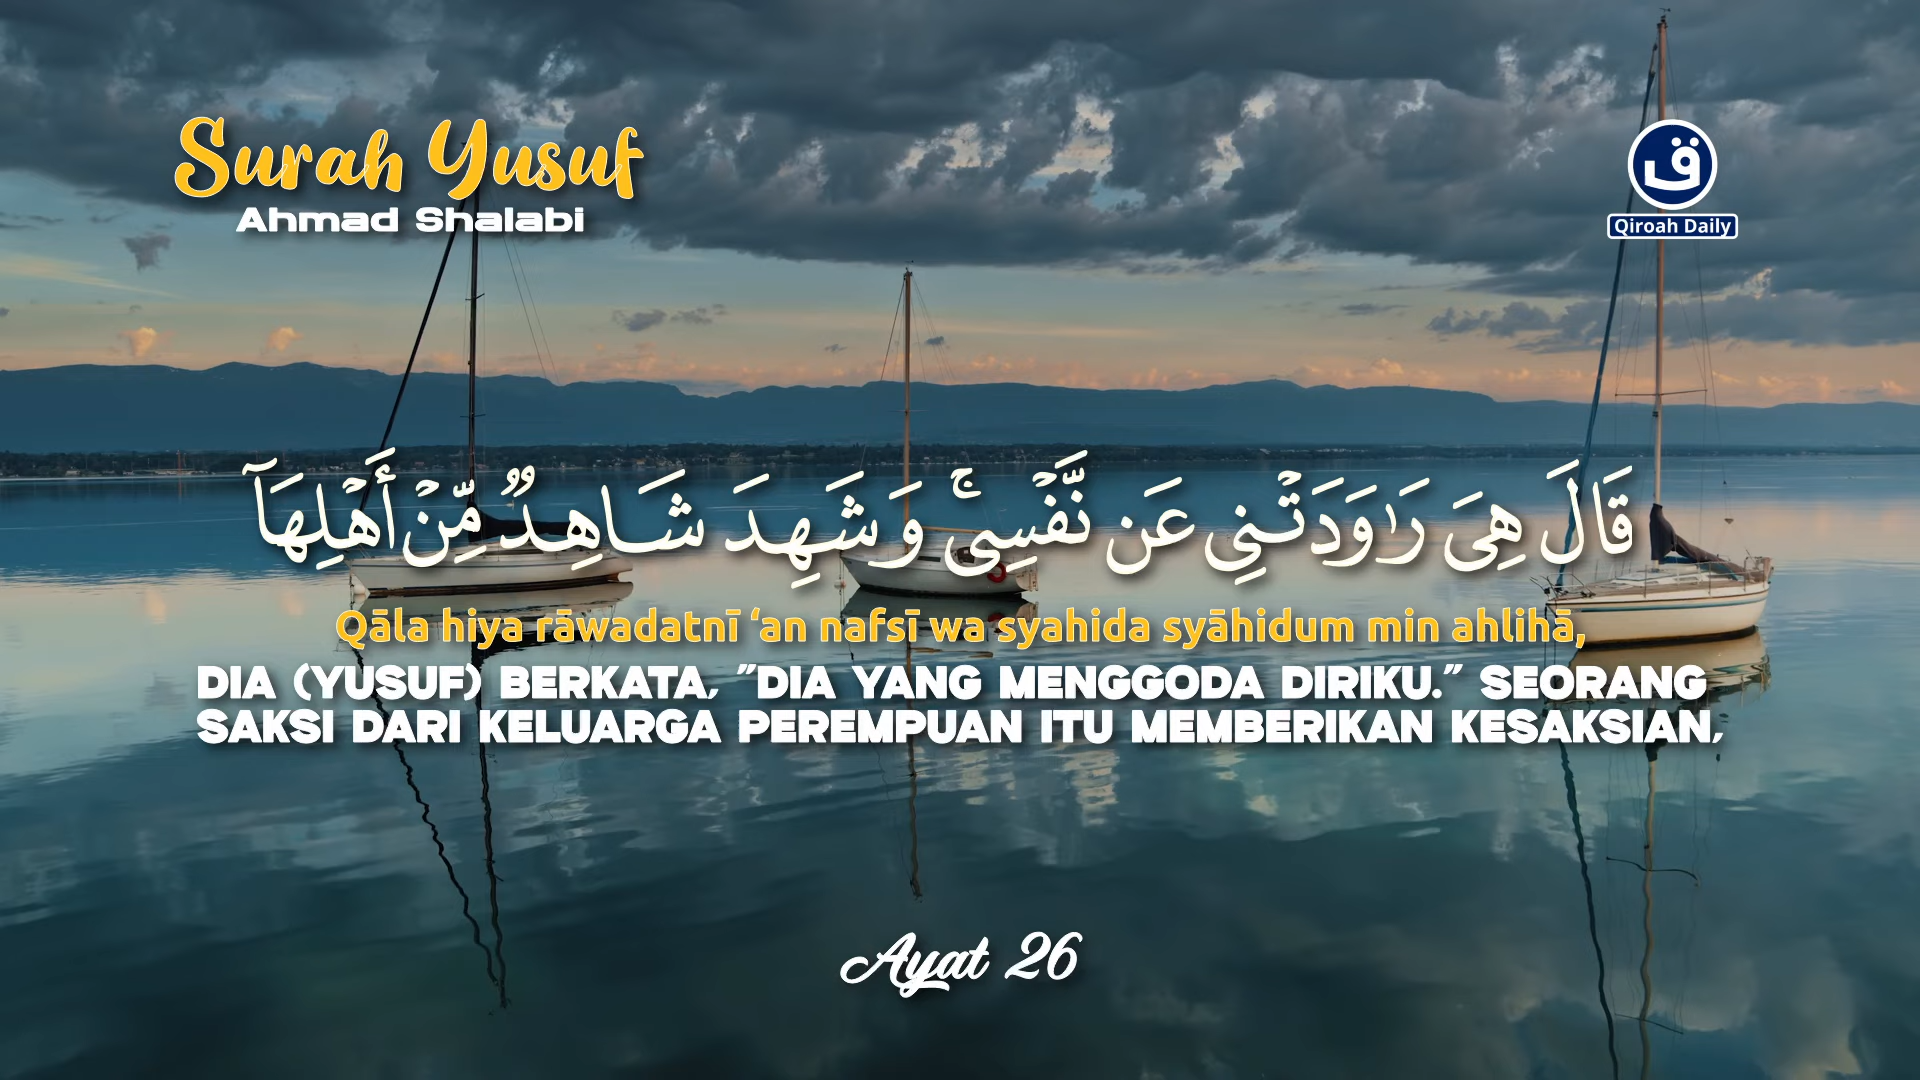 Surah Yusuf
Ahmad Shalabi
ق
Qiroah Daily
قَالَ هِيَ رَٰوَدَتْنِي عَن نَّفْسِيۚ وَشَهِدَ شَاهِدٌ مِّنْ أَهْلِهَآ
Qāla hiya rāwadatnī ‘an nafsī wa syahida syāhidum min ahlihā,
DIA (YUSUF) BERKATA, "DIA YANG MENGGODA DIRIKU." SEORANG
SAKSI DARI KELUARGA PEREMPUAN ITU MEMBERIKAN KESAKSIAN,
Ayat 26